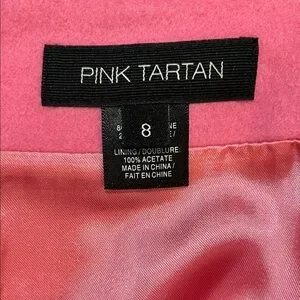 PINK TARTAN
8
LINING / DOUBLURE:
100% ACETATE
MADE IN CHINA /
FAIT EN CHINE